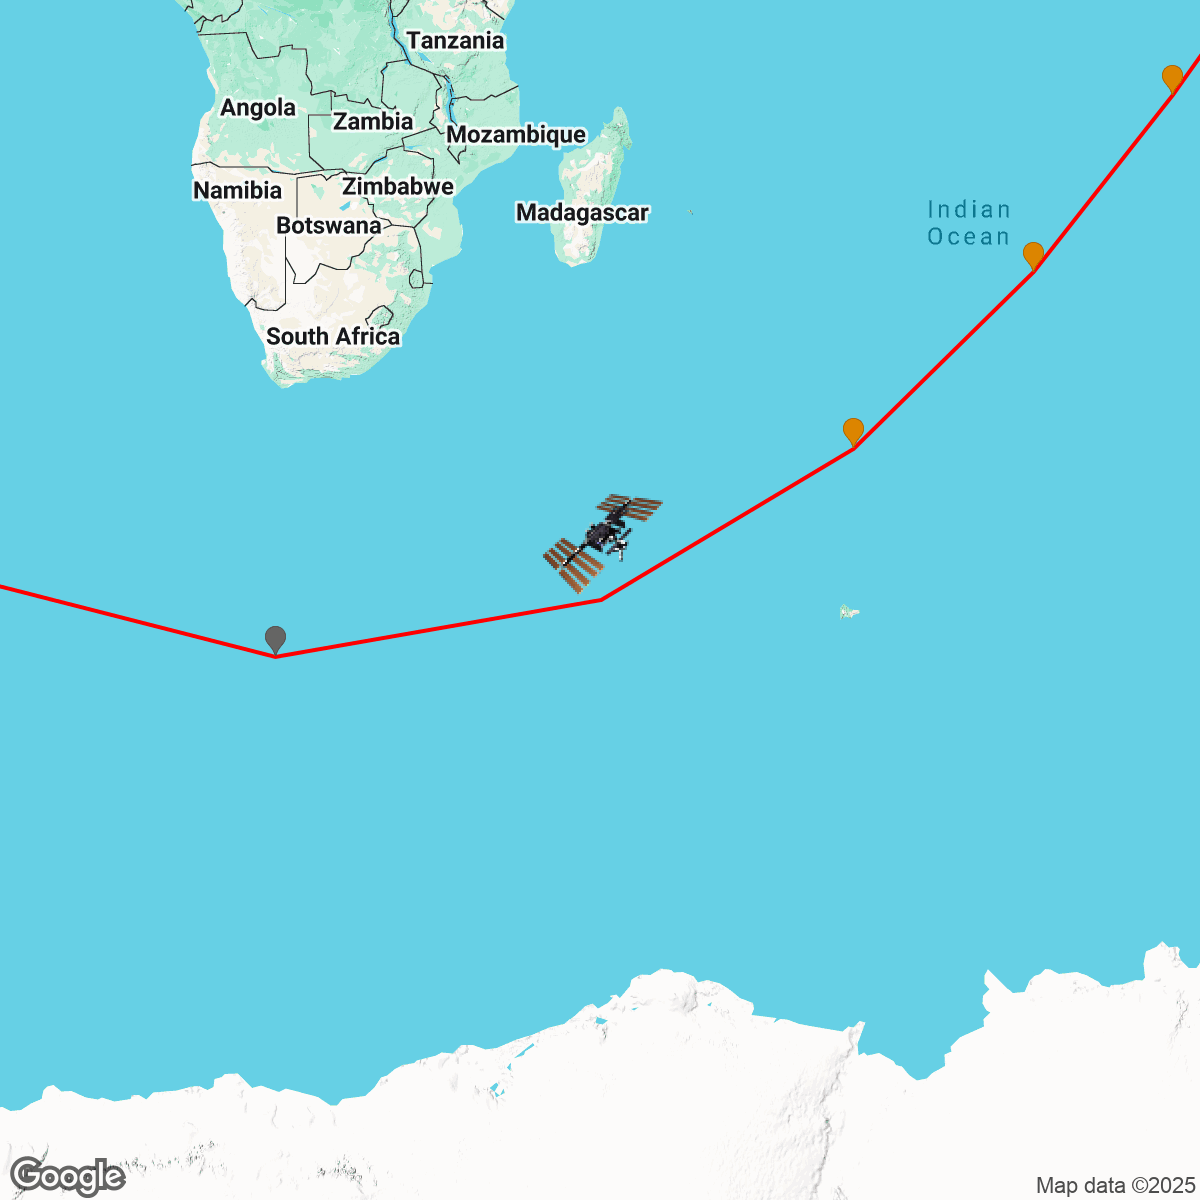 Tanzania
Angola
Zambia
Mozambique
Namibia
Zimbabwe
Botswana
Madagascar
Indian
Ocean
South Africa
Google
Map data ©2025